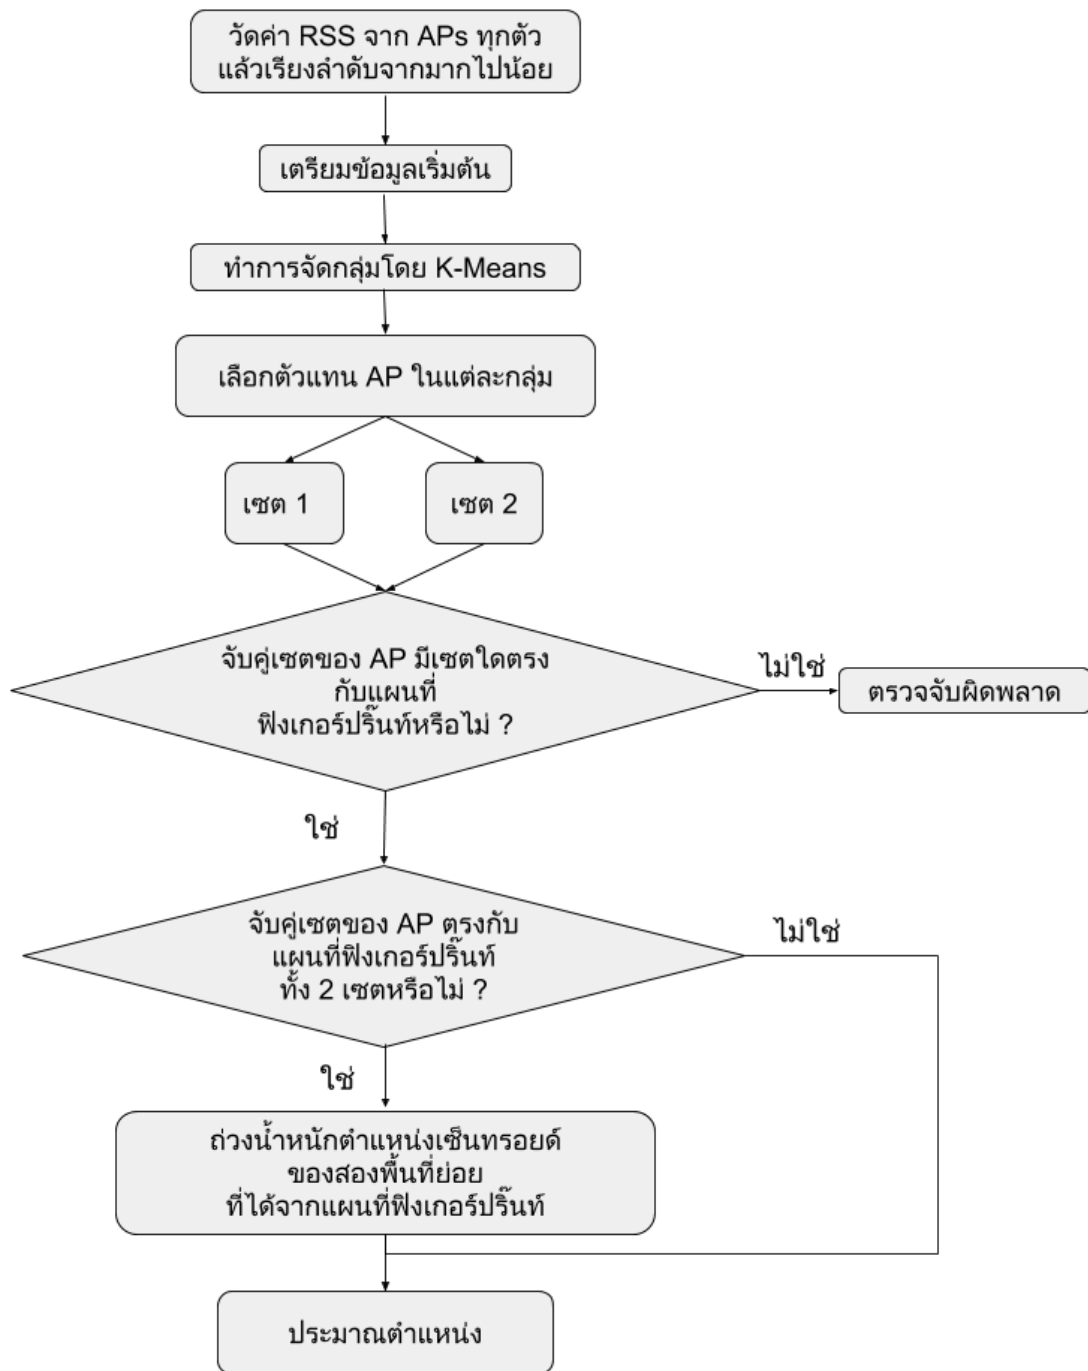 วัดค่า RSS จาก APs ทุกตัว
แล้วเรียงลำดับจากมากไปน้อย
เตรียมข้อมูลเริ่มต้น
ทำการจัดกลุ่มโดย K-Means
เลือกตัวแทน AP ในแต่ละกลุ่ม
เซต 1
เซต 2
จับคู่เซตของ AP มีเซตใดตรง
กับแผนที่
ฟิงเกอร์ปริ๊นท์หรือไม่ ?
ไม่ใช่
ตรวจจับผิดพลาด
ใช่
จับคู่เซตของ AP ตรงกับ
แผนที่ฟิงเกอร์ปริ๊นท์
ทั้ง 2 เซตหรือไม่ ?
ไม่ใช่
ใช่
ถ่วงน้ำหนักตำแหน่งเซ็นทรอยด์
ของสองพื้นที่ย่อย
ที่ได้จากแผนที่ฟิงเกอร์ปริ๊นท์
ประมาณตำแหน่ง